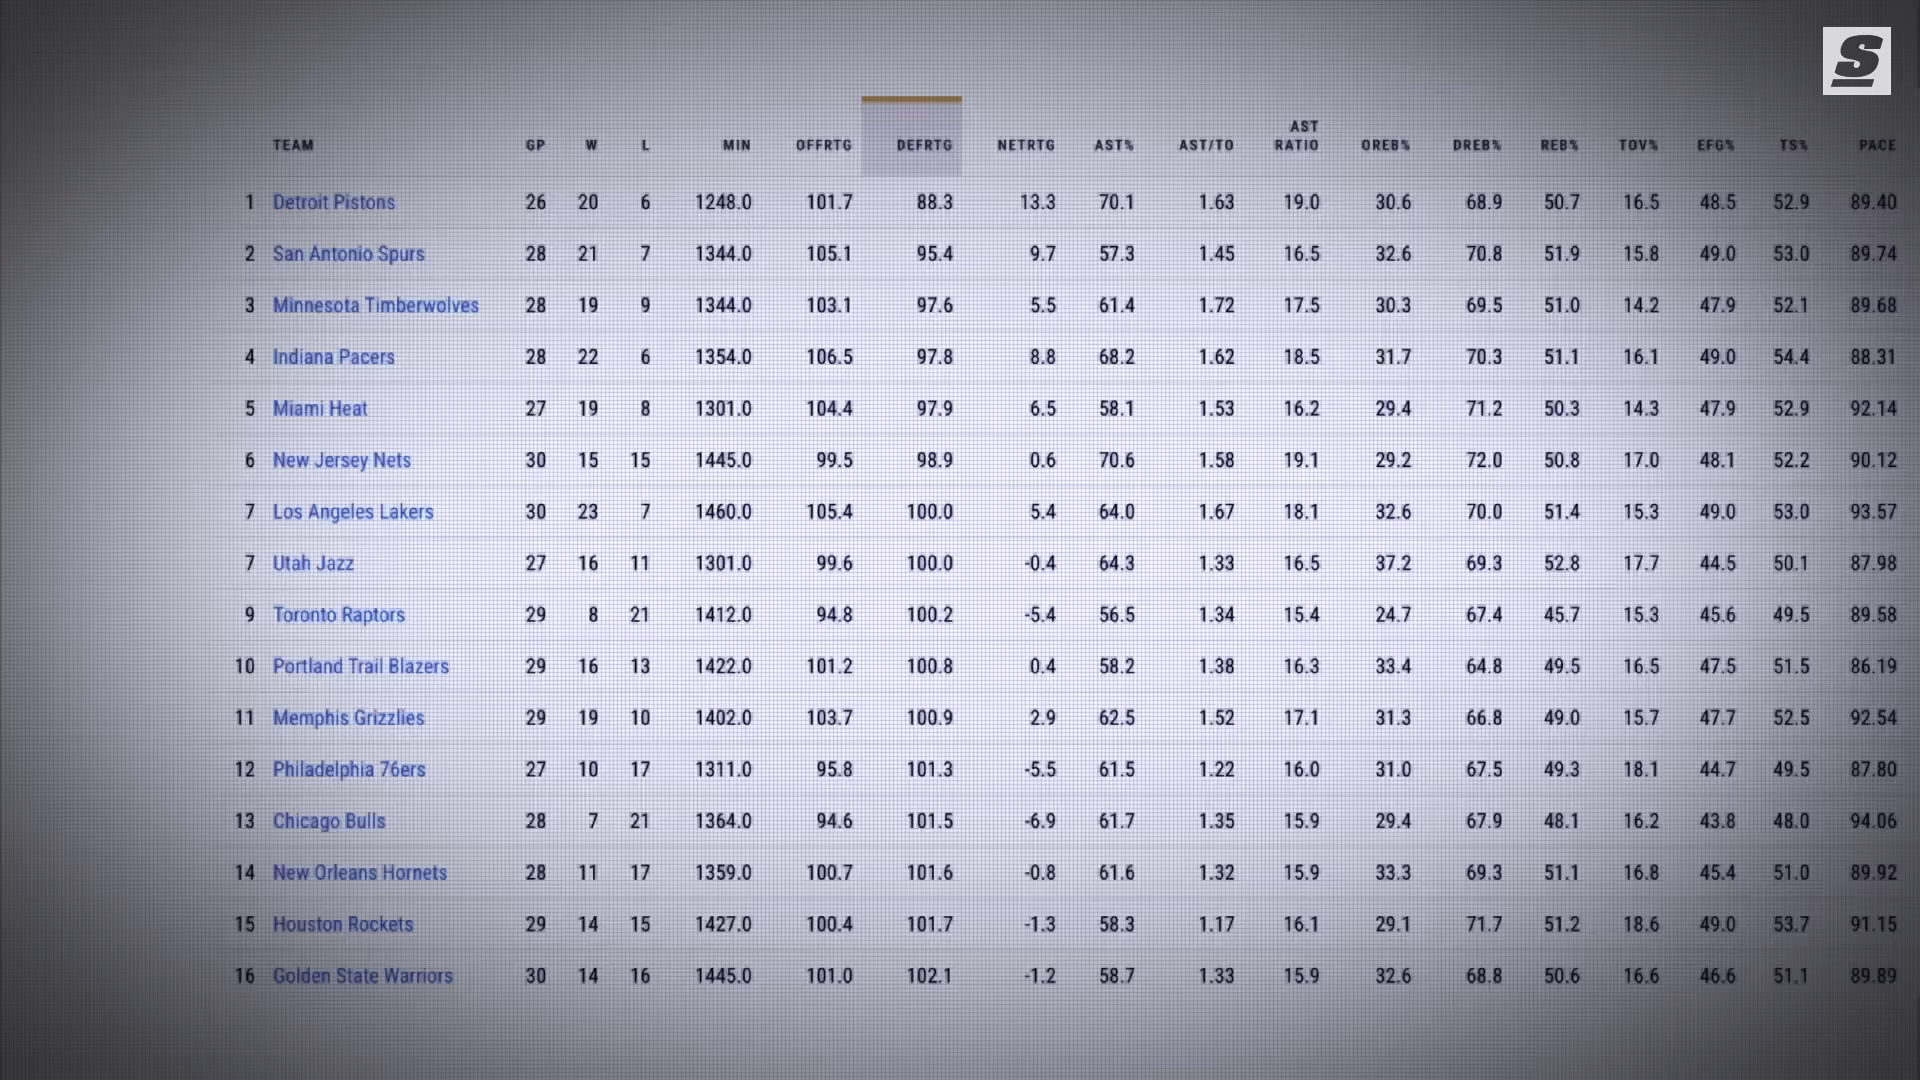 S
TEAM GP W L MIN OFFRTG DEFRTG NETRTG AST% AST/TO AST RATIO OREB% DREB% REB% TOV% EFG% TS% PACE
1 Detroit Pistons 26 20 6 1248.0 101.7 88.3 13.3 70.1 1.63 19.0 30.6 68.9 50.7 16.5 48.5 52.9 89.40
2 San Antonio Spurs 28 21 7 1344.0 105.1 95.4 9.7 57.3 1.45 16.5 32.6 70.8 51.9 15.8 49.0 53.0 89.74
3 Minnesota Timberwolves 28 19 9 1344.0 103.1 97.6 5.5 61.4 1.72 17.5 30.3 69.5 51.0 14.2 47.9 52.1 89.68
4 Indiana Pacers 28 22 6 1354.0 106.5 97.8 8.8 68.2 1.62 18.5 31.7 70.3 51.1 16.1 49.0 54.4 88.31
5 Miami Heat 27 19 8 1301.0 104.4 97.9 6.5 58.1 1.53 16.2 29.4 71.2 50.3 14.3 47.9 52.9 92.14
6 New Jersey Nets 30 15 15 1445.0 99.5 98.9 0.6 70.6 1.58 19.1 29.2 72.0 50.8 17.0 48.1 52.2 90.12
7 Los Angeles Lakers 30 23 7 1460.0 105.4 100.0 5.4 64.0 1.67 18.1 32.6 70.0 51.4 15.3 49.0 53.0 93.57
7 Utah Jazz 27 16 11 1301.0 99.6 100.0 -0.4 64.3 1.33 16.5 37.2 69.3 52.8 17.7 44.5 50.1 87.98
9 Toronto Raptors 29 8 21 1412.0 94.8 100.2 -5.4 56.5 1.34 15.4 24.7 67.4 45.7 15.3 45.6 49.5 89.58
10 Portland Trail Blazers 29 16 13 1422.0 101.2 100.8 0.4 58.2 1.38 16.3 33.4 64.8 49.5 16.5 47.5 51.5 86.19
11 Memphis Grizzlies 29 19 10 1402.0 103.7 100.9 2.9 62.5 1.52 17.1 31.3 66.8 49.0 15.7 47.7 52.5 92.54
12 Philadelphia 76ers 27 10 17 1311.0 95.8 101.3 -5.5 61.5 1.22 16.0 31.0 67.5 49.3 18.1 44.7 49.5 87.80
13 Chicago Bulls 28 7 21 1364.0 94.6 101.5 -6.9 61.7 1.35 15.9 29.4 67.9 48.1 16.2 43.8 48.0 94.06
14 New Orleans Hornets 28 11 17 1359.0 100.7 101.6 -0.8 61.6 1.32 15.9 33.3 69.3 51.1 16.8 45.4 51.0 89.92
15 Houston Rockets 29 14 15 1427.0 100.4 101.7 -1.3 58.3 1.17 16.1 29.1 71.7 51.2 18.6 49.0 53.7 91.15
16 Golden State Warriors 30 14 16 1445.0 101.0 102.1 -1.2 58.7 1.33 15.9 32.6 68.8 50.6 16.6 46.6 51.1 89.89